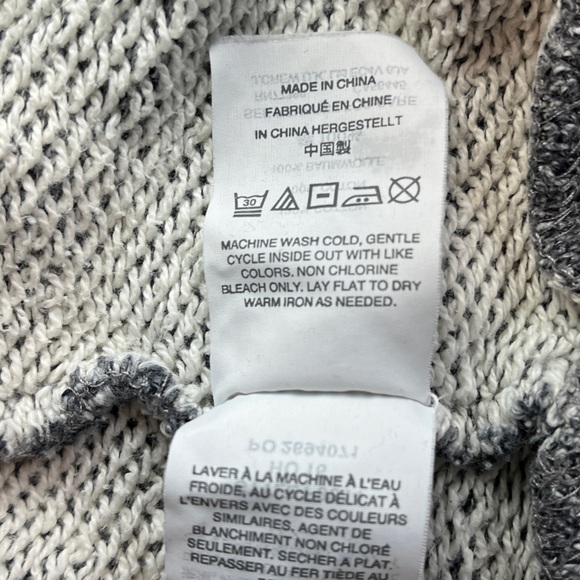 MADE IN CHINA
FABRIQUÉ EN CHINE
IN CHINA HERGESTELLT
中国製
30
MACHINE WASH COLD, GENTLE
CYCLE INSIDE OUT WITH LIKE
COLORS. NON CHLORINE
BLEACH ONLY. LAY FLAT TO DRY
WARM IRON AS NEEDED.
PO 2694071
LAVER À LA MACHINE À L'EAU
FROIDE, AU CYCLE DÉLICAT À
L'ENVERS AVEC DES COULEURS
SIMILAIRES, AGENT DE
BLANCHIMENT NON CHLORÉ
SEULEMENT. SECHER A PLAT.
REPASSER AU FER TIÈDE AU